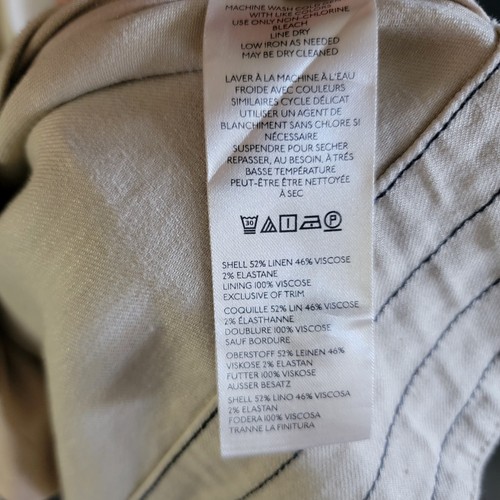 MACHINE WASH COLD
WITH LIKE COLORS
USE ONLY NON-CHLORINE
BLEACH
LINE DRY
LOW IRON AS NEEDED
MAY BE DRY CLEANED
LAVER À LA MACHINE À L'EAU
FROIDE AVEC COULEURS
SIMILAIRES CYCLE DÉLICAT
UTILISER UN AGENT DE
BLANCHIMENT SANS CHLORE SI
NÉCESSAIRE
SUSPENDRE POUR SECHER
REPASSER, AU BESOIN, À TRÉS
BASSE TEMPÉRATURE
PEUT-ÊTRE ÊTRE NETTOYÉE
À SEC
30 P
SHELL 52% LINEN 46% VISCOSE
2% ELASTANE
LINING 100% VISCOSE
EXCLUSIVE OF TRIM
COQUILLE 52% LIN 46% VISCOSE
2% ÉLASTHANNE
DOUBLURE 100% VISCOSE
SAUF BORDURE
OBERSTOFF 52% LEINEN 46%
VISKOSE 2% ELASTAN
FUTTER 100% VISKOSE
AUSSER BESATZ
SHELL 52% LINO 46% VISCOSA
2% ELASTAN
FODERA 100% VISCOSA
TRANNE LA FINITURA